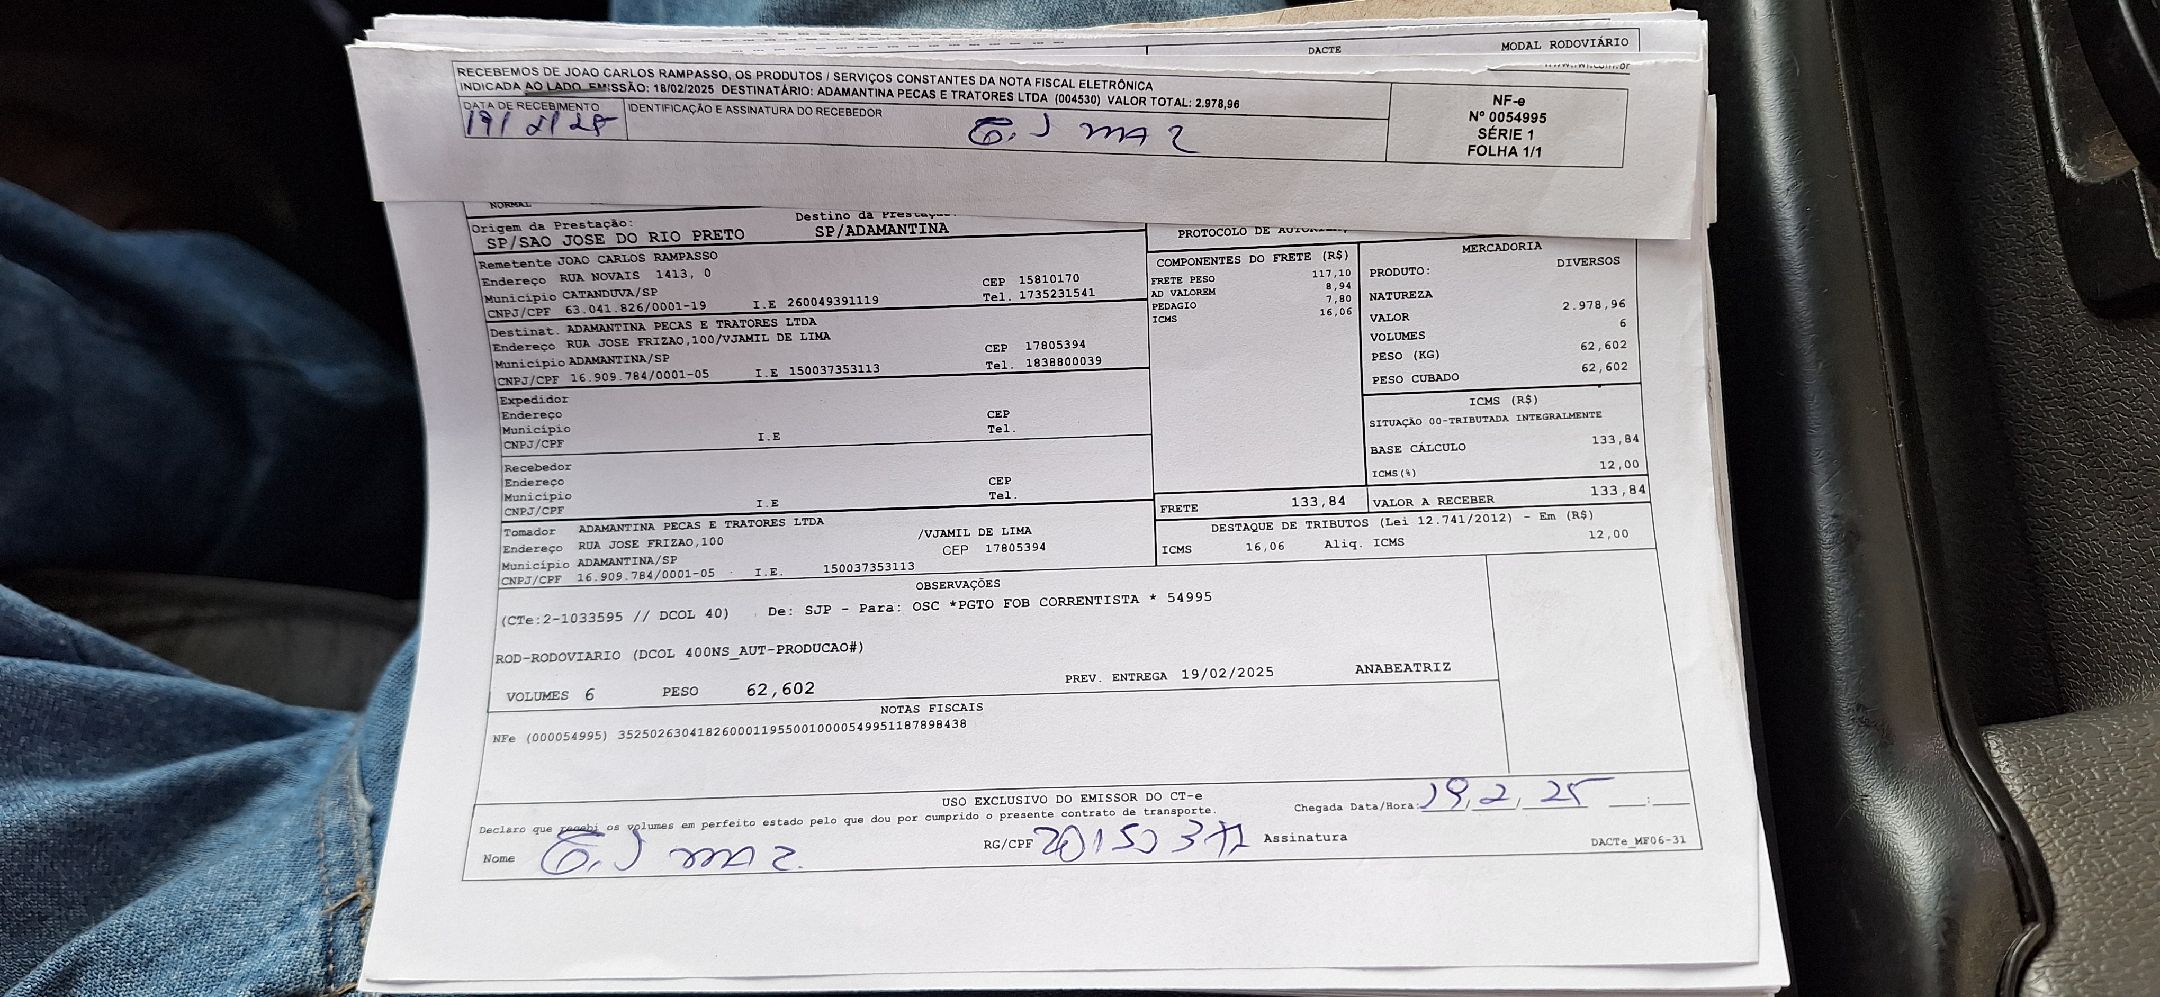 DACTE
MODAL RODOVIÁRIO
RECEBEMOS DE JOAO CARLOS RAMPASSO, OS PRODUTOS / SERVIÇOS CONSTANTES DA NOTA FISCAL ELETRÔNICA
INDICADA AO LADO. EMISSÃO: 18/02/2025 DESTINATÁRIO: ADAMANTINA PECAS E TRATORES LTDA (004530) VALOR TOTAL: 2.978,96
DATA DE RECEBIMENTO
IDENTIFICAÇÃO E ASSINATURA DO RECEBEDOR
19/2/25
NF-e
Nº 0054995
SÉRIE 1
FOLHA 1/1
NORMAL
Origem da Prestação:
SP/SAO JOSE DO RIO PRETO
Destino da
SP/ADAMANTINA
PROTOCOLO DE
Remetente JOAO CARLOS RAMPASSO
Endereço RUA NOVAIS 1413, 0
CEP 15810170
Município CATANDUVA/SP
Tel. 1735231541
CNPJ/CPF 63.041.826/0001-19 I.E 260049391119
Destinat. ADAMANTINA PECAS E TRATORES LTDA
Endereço RUA JOSE FRIZAO,100/VJAMIL DE LIMA
CEP 17805394
Município ADAMANTINA/SP
Tel. 1838800039
CNPJ/CPF 16.909.784/0001-05 I.E 150037353113
Expedidor
Endereço
CEP
Município
Tel.
CNPJ/CPF I.E
Recebedor
Endereço
CEP
Município
Tel.
CNPJ/CPF I.E
Tomador ADAMANTINA PECAS E TRATORES LTDA
Endereço RUA JOSE FRIZAO,100 /VJAMIL DE LIMA
Município ADAMANTINA/SP CEP 17805394
CNPJ/CPF 16.909.784/0001-05 I.E. 150037353113
COMPONENTES DO FRETE (R$)
FRETE PESO 117,10
AD VALOREM 8,94
PEDAGIO 7,80
ICMS 16,06
FRETE 133,84
MERCADORIA
PRODUTO: DIVERSOS
NATUREZA
VALOR 2.978,96
VOLUMES 6
PESO (KG) 62,602
PESO CUBADO 62,602
ICMS (R$)
SITUAÇÃO 00-TRIBUTADA INTEGRALMENTE
BASE CÁLCULO 133,84
ICMS(%) 12,00
VALOR A RECEBER 133,84
DESTAQUE DE TRIBUTOS (Lei 12.741/2012) - Em (R$)
ICMS 16,06 Aliq. ICMS 12,00
OBSERVAÇÕES
(CTe:2-1033595 // DCOL 40) De: SJP - Para: OSC *PGTO FOB CORRENTISTA * 54995
ROD-RODOVIARIO (DCOL 400NS_AUT-PRODUCAO#)
VOLUMES 6 PESO 62,602 PREV. ENTREGA 19/02/2025 ANABEATRIZ
NOTAS FISCAIS
NFe (000054995) 35250263041826000119550010000549951187898438
USO EXCLUSIVO DO EMISSOR DO CT-e
Declaro que recebi os volumes em perfeito estado pelo que dou por cumprido o presente contrato de transporte.
Chegada Data/Hora: 19,2,25
Nome
RG/CPF
Assinatura
DACTe_MF06-31